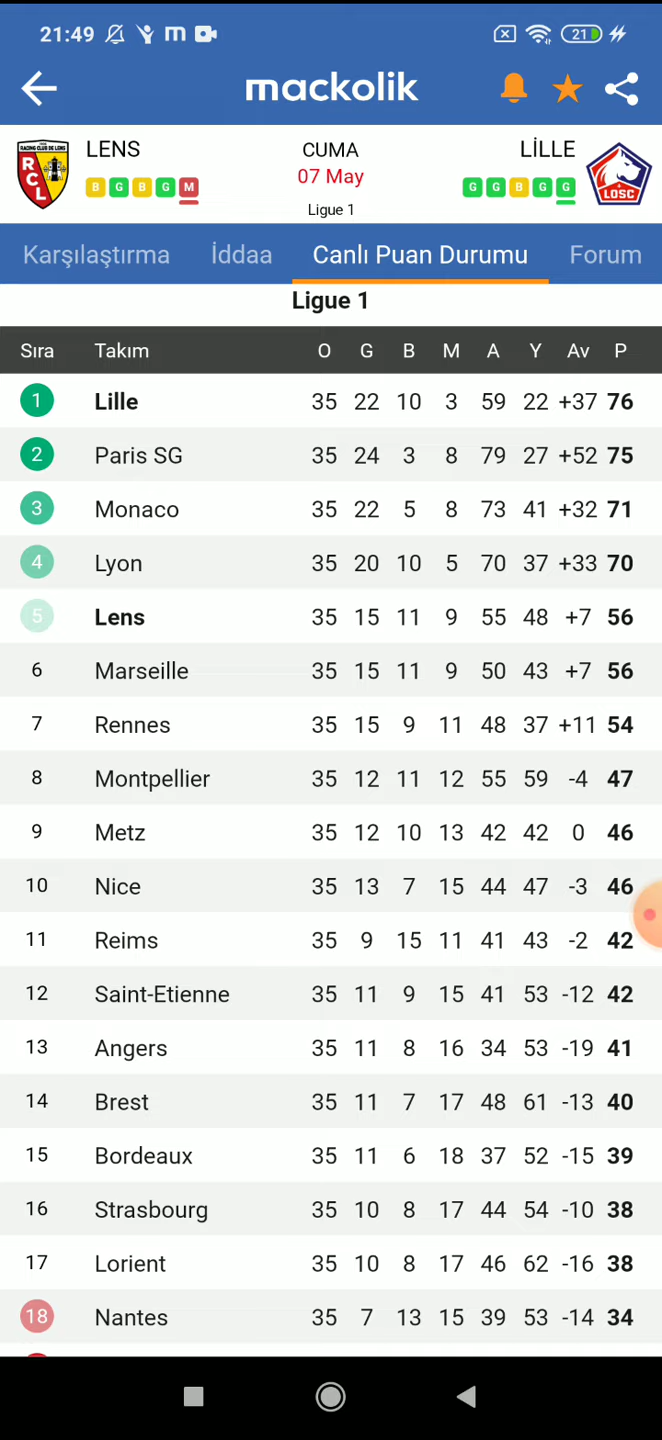 21:49 m 21
mackolik
LENS CUMA LİLLE
B G B G M 07 May G G B G G
Ligue 1
RACING CLUB DE LENS
RCL
LOSC
Karşılaştırma İddaa Canlı Puan Durumu Forum
Ligue 1
Sıra Takım O G B M A Y Av P
1 Lille 35 22 10 3 59 22 +37 76
2 Paris SG 35 24 3 8 79 27 +52 75
3 Monaco 35 22 5 8 73 41 +32 71
4 Lyon 35 20 10 5 70 37 +33 70
5 Lens 35 15 11 9 55 48 +7 56
6 Marseille 35 15 11 9 50 43 +7 56
7 Rennes 35 15 9 11 48 37 +11 54
8 Montpellier 35 12 11 12 55 59 -4 47
9 Metz 35 12 10 13 42 42 0 46
10 Nice 35 13 7 15 44 47 -3 46
11 Reims 35 9 15 11 41 43 -2 42
12 Saint-Etienne 35 11 9 15 41 53 -12 42
13 Angers 35 11 8 16 34 53 -19 41
14 Brest 35 11 7 17 48 61 -13 40
15 Bordeaux 35 11 6 18 37 52 -15 39
16 Strasbourg 35 10 8 17 44 54 -10 38
17 Lorient 35 10 8 17 46 62 -16 38
18 Nantes 35 7 13 15 39 53 -14 34